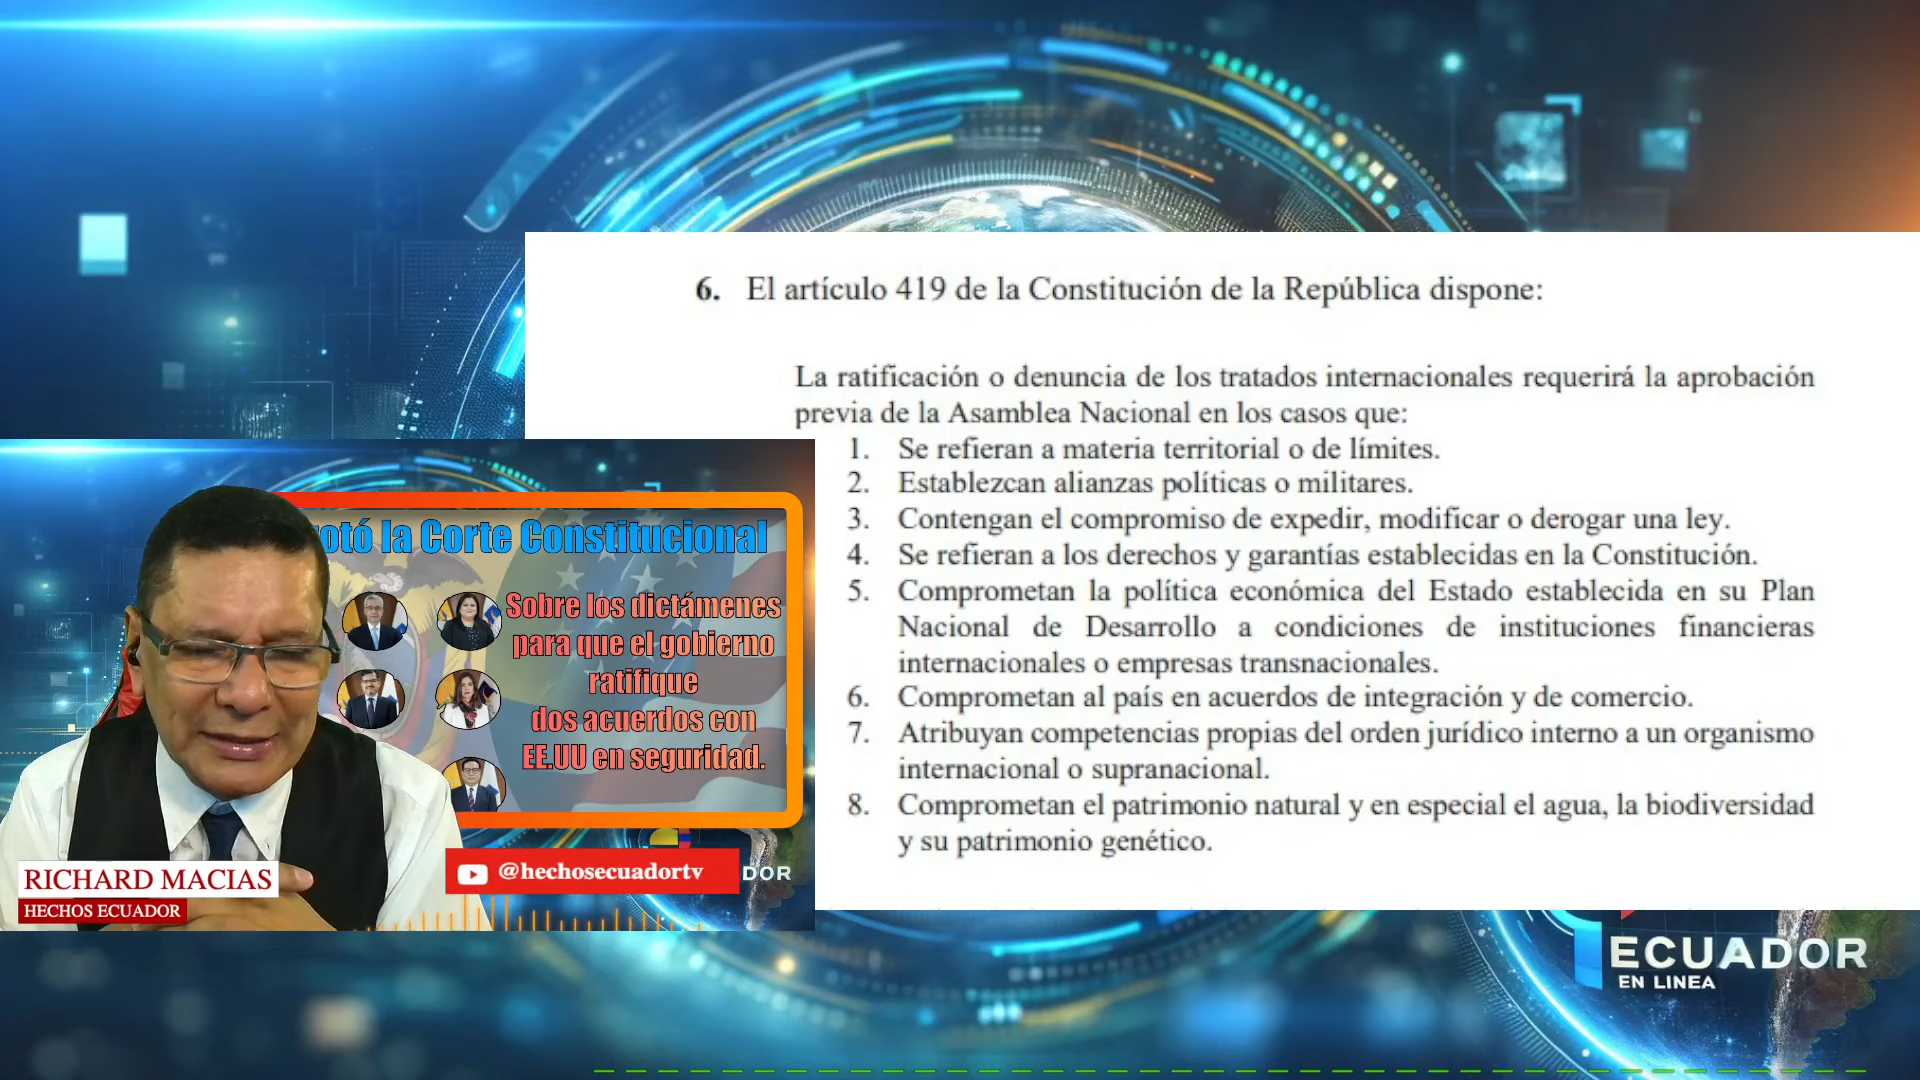 6. El artículo 419 de la Constitución de la República dispone:
La ratificación o denuncia de los tratados internacionales requerirá la aprobación
previa de la Asamblea Nacional en los casos que:
1. Se refieran a materia territorial o de límites.
2. Establezcan alianzas políticas o militares.
3. Contengan el compromiso de expedir, modificar o derogar una ley.
4. Se refieran a los derechos y garantías establecidas en la Constitución.
5. Comprometan la política económica del Estado establecida en su Plan
Nacional de Desarrollo a condiciones de instituciones financieras
internacionales o empresas transnacionales.
6. Comprometan al país en acuerdos de integración y de comercio.
7. Atribuyan competencias propias del orden jurídico interno a un organismo
internacional o supranacional.
8. Comprometan el patrimonio natural y en especial el agua, la biodiversidad
y su patrimonio genético.
otó la Corte Constitucional
Sobre los dictámenes
para que el gobierno
ratifique
dos acuerdos con
EE.UU en seguridad.
@hechosecuadortv
DOR
RICHARD MACIAS
HECHOS ECUADOR
ECUADOR
EN LINEA